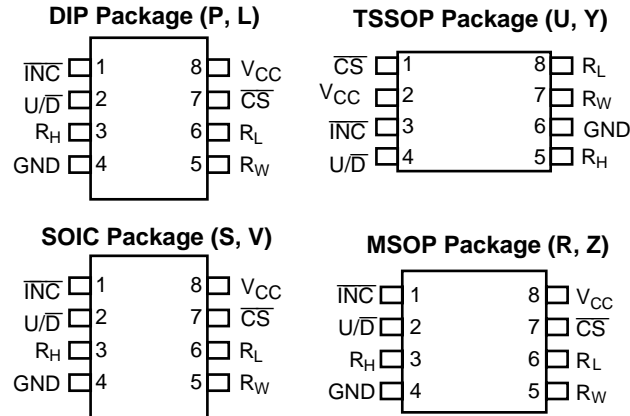 DIP Package (P, L)
INC 1 8 VCC
U/D 2 7 CS
RH 3 6 RL
GND 4 5 RW
TSSOP Package (U, Y)
CS 1 8 RL
VCC 2 7 RW
INC 3 6 GND
U/D 4 5 RH
SOIC Package (S, V)
INC 1 8 VCC
U/D 2 7 CS
RH 3 6 RL
GND 4 5 RW
MSOP Package (R, Z)
INC 1 8 VCC
U/D 2 7 CS
RH 3 6 RL
GND 4 5 RW